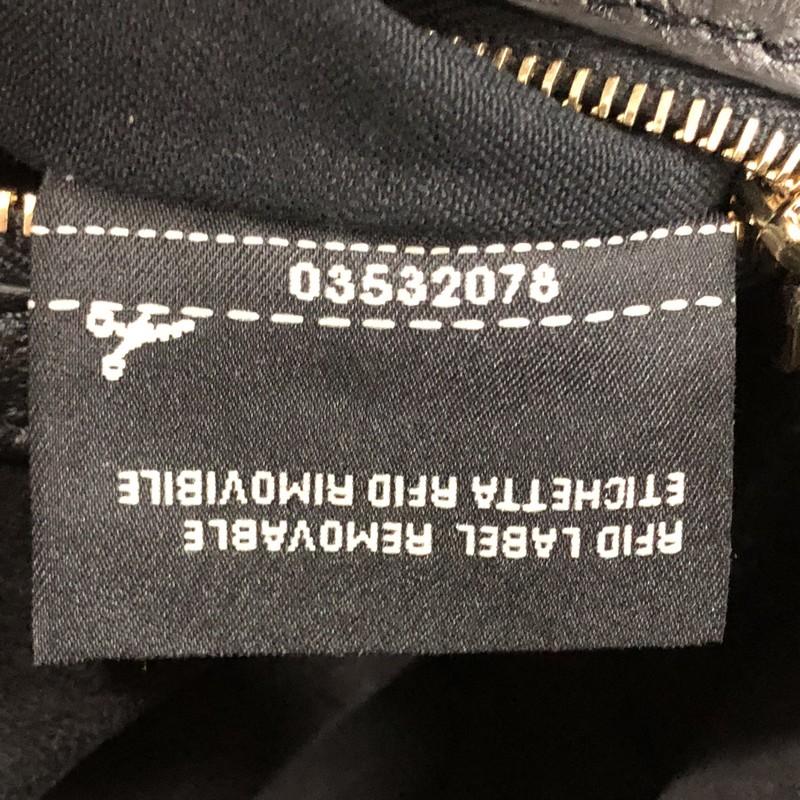 03532078
RFID LABEL REMOVABLE
ETICHETTA RFID RIMOVIBILE